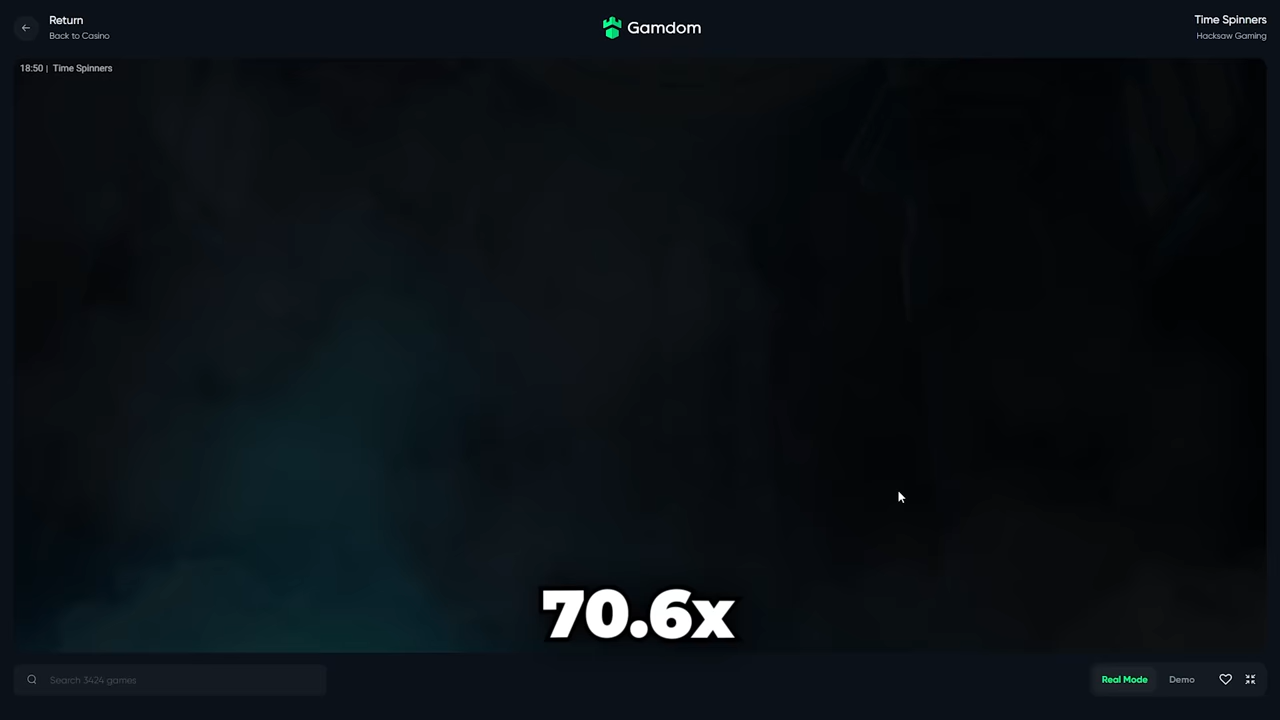 Return
Back to Casino
Gamdom
Time Spinners
Hacksaw Gaming
18:50 | Time Spinners
70.6x
Search 3424 games
Real Mode
Demo